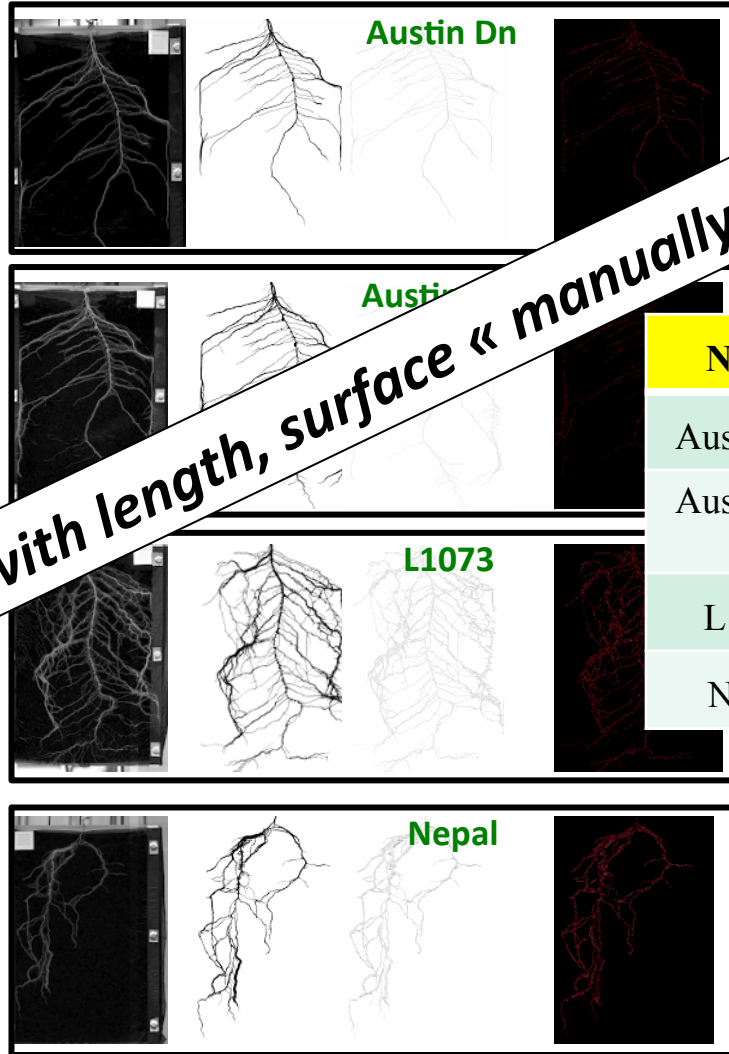 Austin Dn
Austin
with length, surface « manually
N
Aus
Aus
L1073
L
N
Nepal